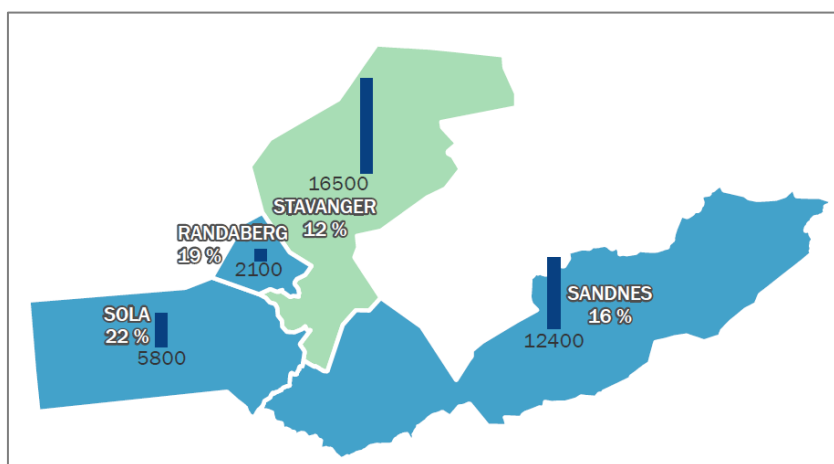 16500
STAVANGER
12 %
RANDABERG
19 %
2100
SOLA
22 %
5800
SANDNES
16 %
12400